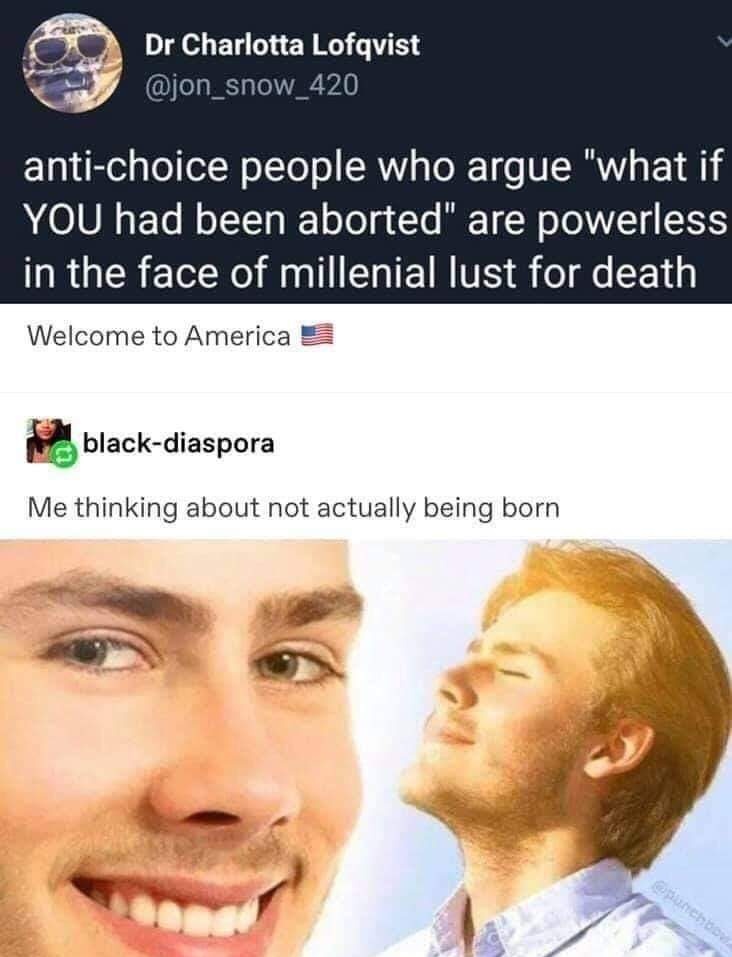 Dr Charlotta Lofqvist
@jon_snow_420
anti-choice people who argue "what if
YOU had been aborted" are powerless
in the face of millenial lust for death
Welcome to America 🇺🇸
black-diaspora
Me thinking about not actually being born